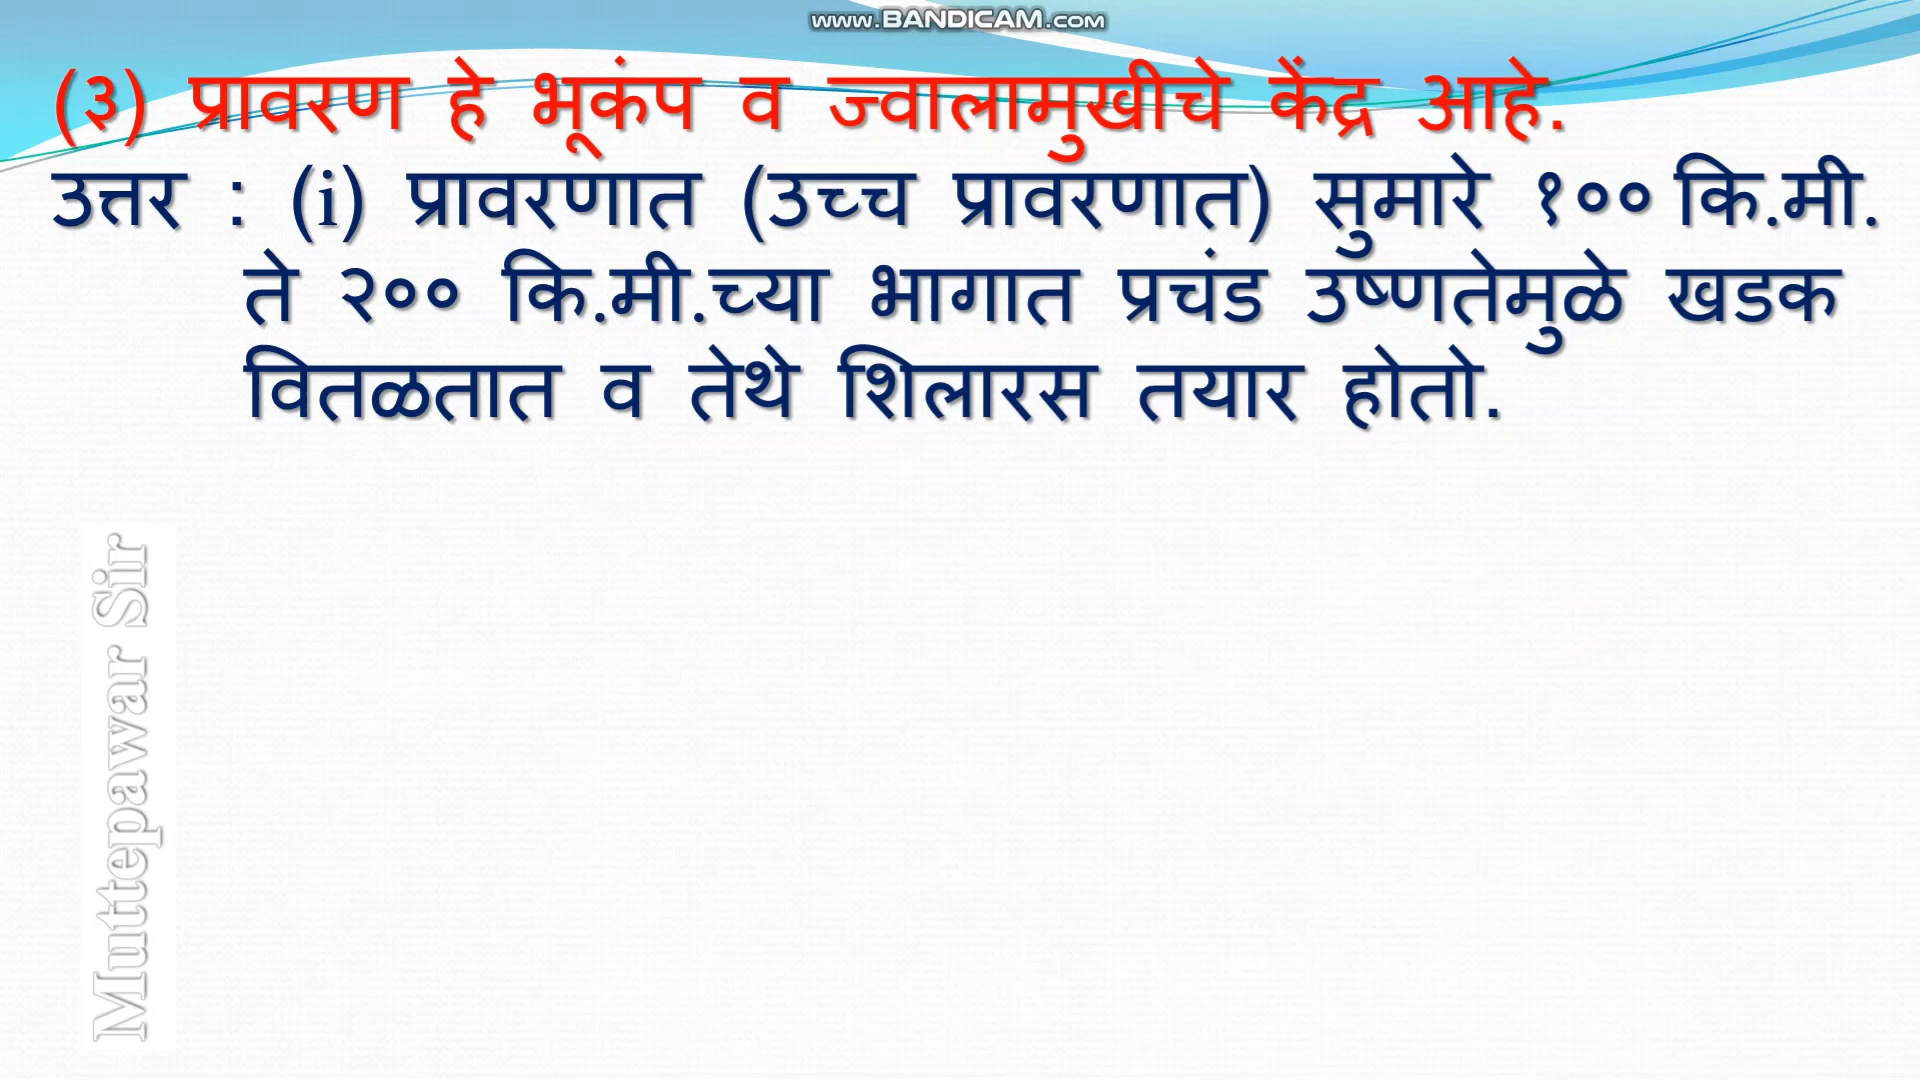 www.BANDICAM.com
(३) प्रावरण हे भूकंप व ज्वालामुखीचे केंद्र आहे.
उत्तर : (i) प्रावरणात (उच्च प्रावरणात) सुमारे १०० कि.मी.
ते २०० कि.मी.च्या भागात प्रचंड उष्णतेमुळे खडक
वितळतात व तेथे शिलारस तयार होतो.
Muttepawar Sir